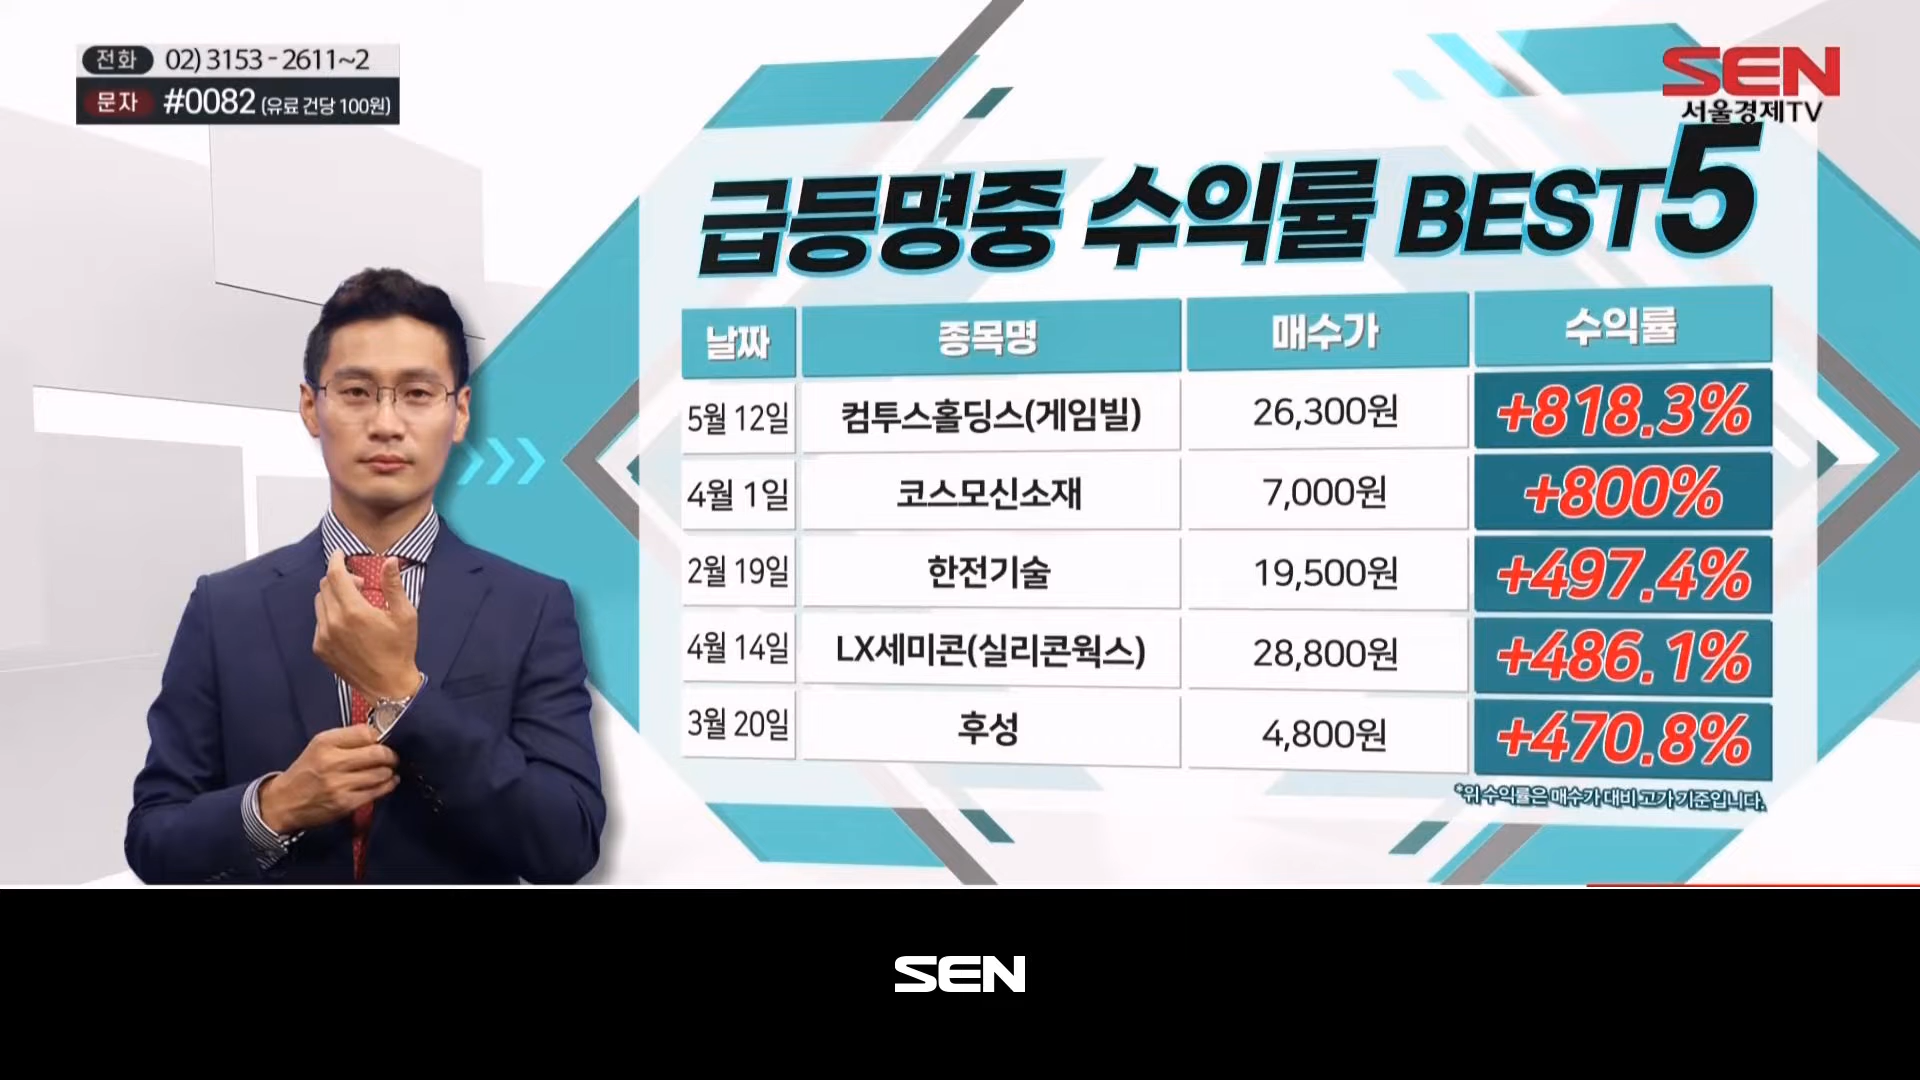 전화 02) 3153 - 2611~2
문자 #0082 (유료 건당 100원)
SEN
서울경제TV
급등명중 수익률 BEST5
날짜 종목명 매수가 수익률
5월 12일 컴투스홀딩스(게임빌) 26,300원 +818.3%
4월 1일 코스모신소재 7,000원 +800%
2월 19일 한전기술 19,500원 +497.4%
4월 14일 LX세미콘(실리콘웍스) 28,800원 +486.1%
3월 20일 후성 4,800원 +470.8%
*위 수익률은 매수가 대비 고가 기준입니다.
SEN